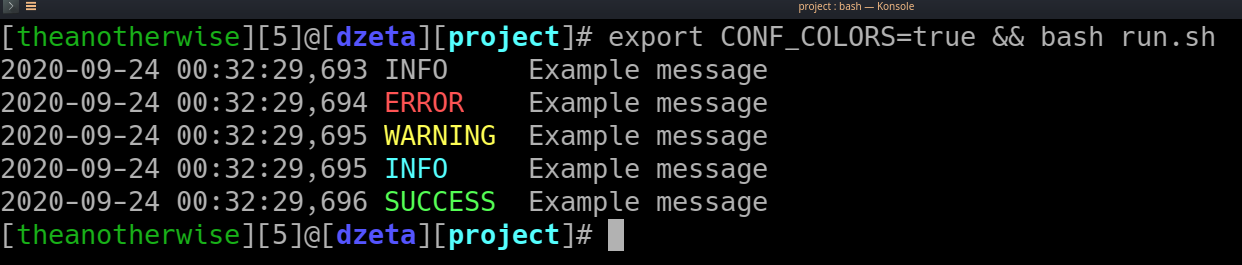 project : bash — Konsole
[theanotherwise][5]@[dzeta][project]# export CONF_COLORS=true && bash run.sh
2020-09-24 00:32:29,693 INFO     Example message
2020-09-24 00:32:29,694 ERROR    Example message
2020-09-24 00:32:29,695 WARNING  Example message
2020-09-24 00:32:29,695 INFO     Example message
2020-09-24 00:32:29,696 SUCCESS  Example message
[theanotherwise][5]@[dzeta][project]#